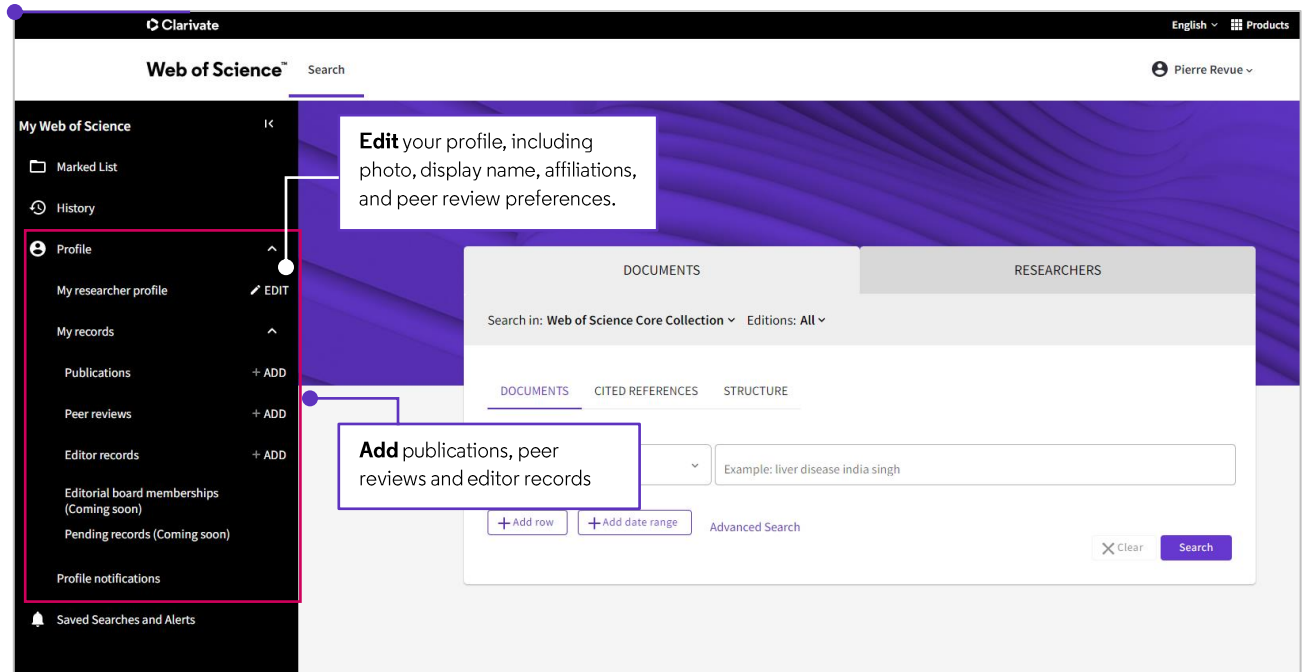 Clarivate
English
Products
Web of Science™
Search
Pierre Revue
My Web of Science
Marked List
History
Profile
My researcher profile
EDIT
My records
Publications
+ ADD
Peer reviews
+ ADD
Editor records
+ ADD
Editorial board memberships
(Coming soon)
Pending records (Coming soon)
Profile notifications
Saved Searches and Alerts
Edit your profile, including
photo, display name, affiliations,
and peer review preferences.
DOCUMENTS
RESEARCHERS
Search in: Web of Science Core Collection Editions: All
DOCUMENTS
CITED REFERENCES
STRUCTURE
Add publications, peer
reviews and editor records
Example: liver disease india singh
+ Add row
+ Add date range
Advanced Search
Clear
Search